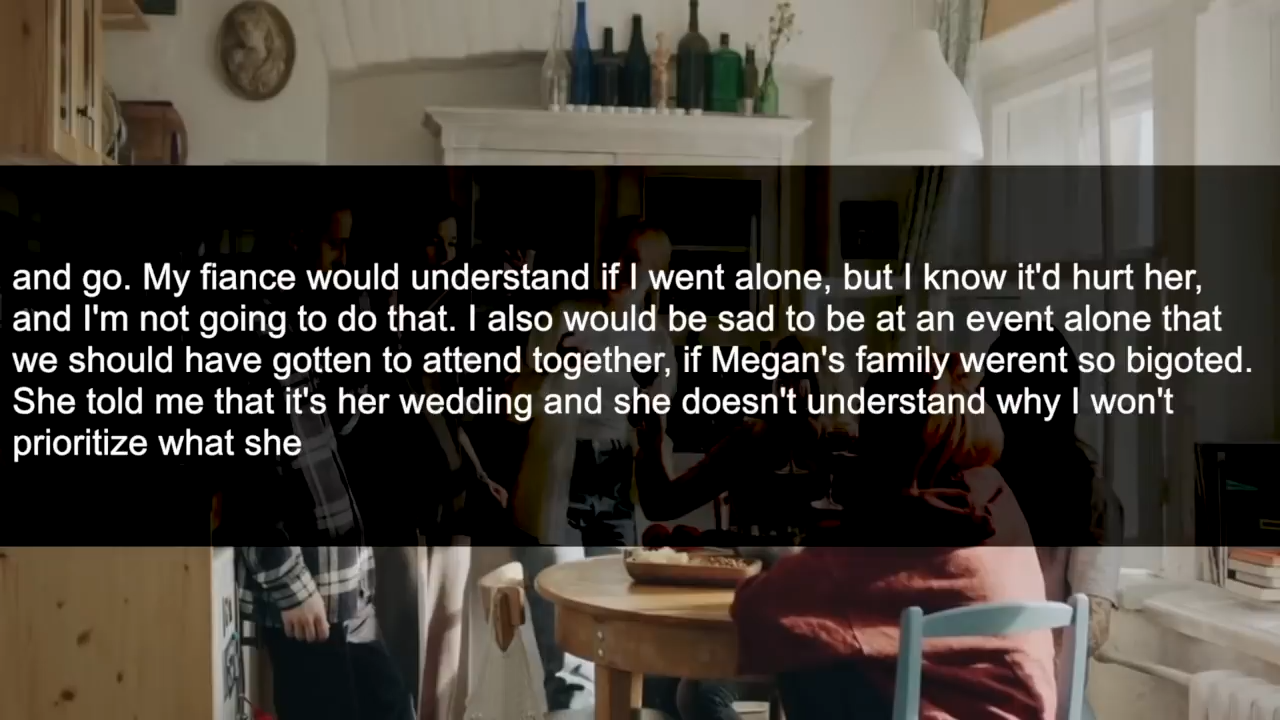 and go. My fiance would understand if I went alone, but I know it'd hurt her,
and I'm not going to do that. I also would be sad to be at an event alone that
we should have gotten to attend together, if Megan's family werent so bigoted.
She told me that it's her wedding and she doesn't understand why I won't
prioritize what she